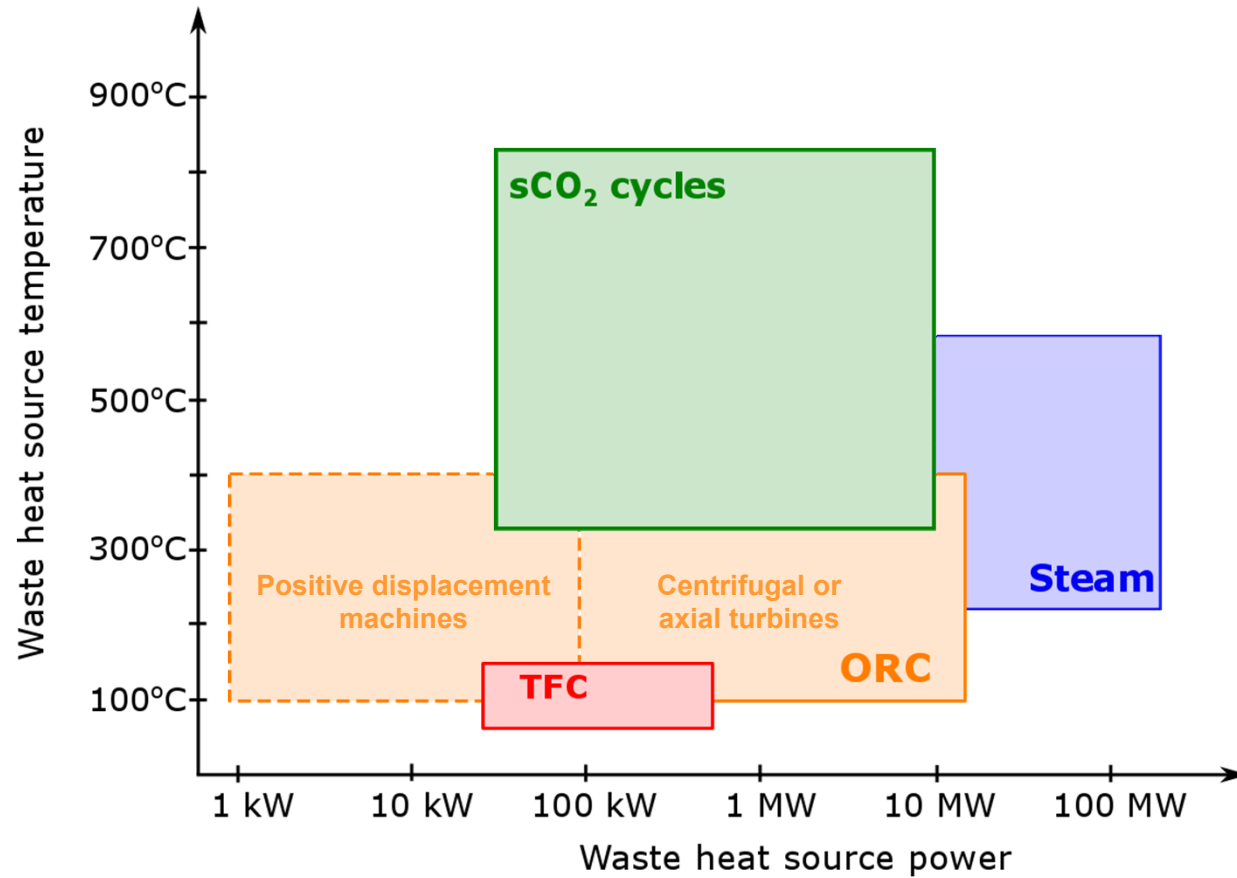 Waste heat source temperature
900°C
700°C
500°C
300°C
100°C
sCO₂ cycles
Positive displacement
machines
Centrifugal or
axial turbines
Steam
ORC
TFC
1 kW
10 kW
100 kW
1 MW
10 MW
100 MW
Waste heat source power